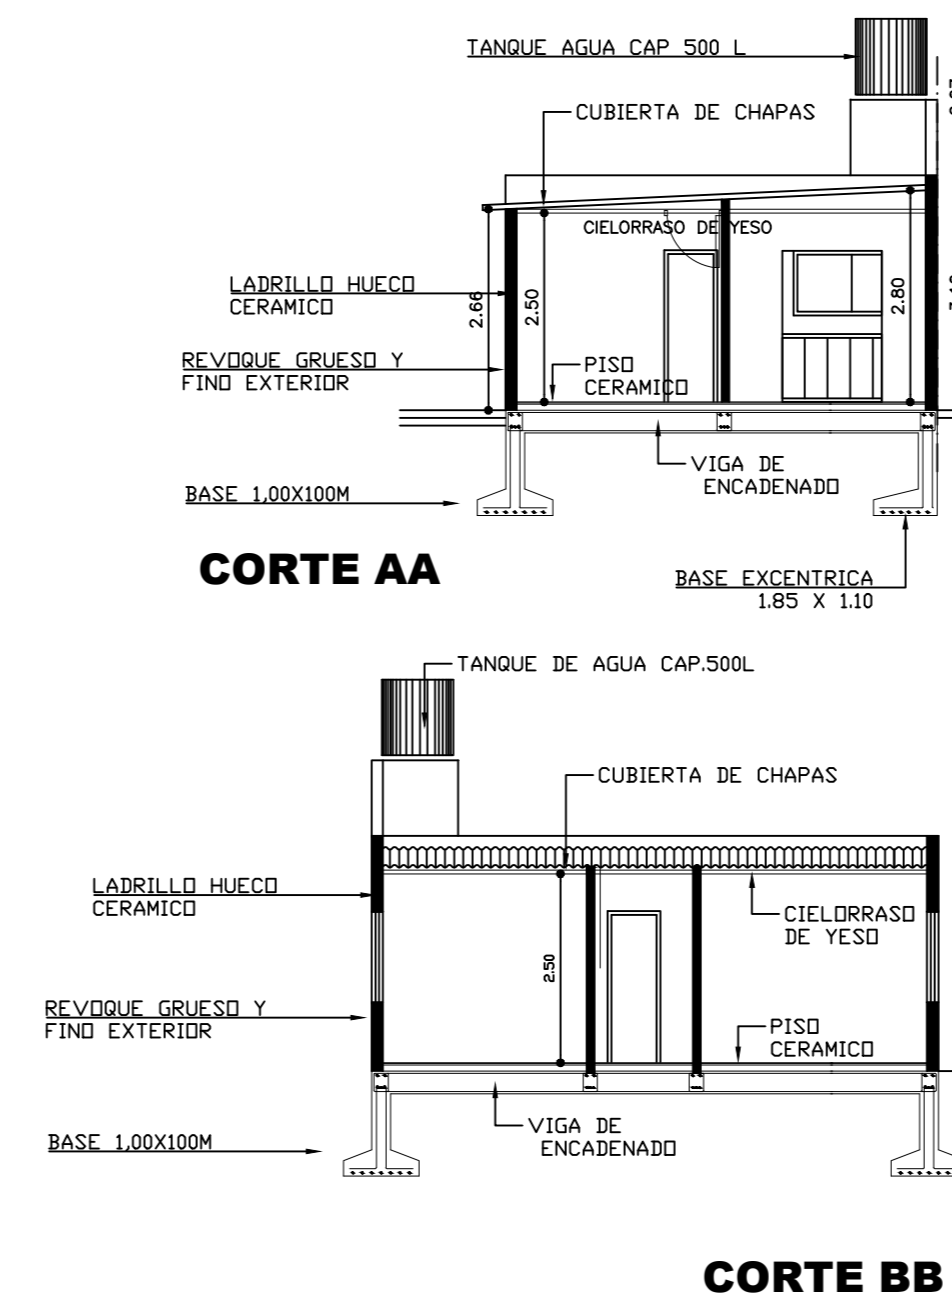 TANQUE AGUA CAP 500 L
CUBIERTA DE CHAPAS
CIELORRASO DE YESO
LADRILLO HUECO
CERAMICO
2.66
2.50
2.80
REVOQUE GRUESO Y
FINO EXTERIOR
PISO
CERAMICO
VIGA DE
ENCADENADO
BASE 1,00X100M
CORTE AA
BASE EXCENTRICA
1.85 X 1.10
TANQUE DE AGUA CAP.500L
CUBIERTA DE CHAPAS
LADRILLO HUECO
CERAMICO
CIELORRASO
DE YESO
2.50
REVOQUE GRUESO Y
FINO EXTERIOR
PISO
CERAMICO
VIGA DE
ENCADENADO
BASE 1,00X100M
CORTE BB